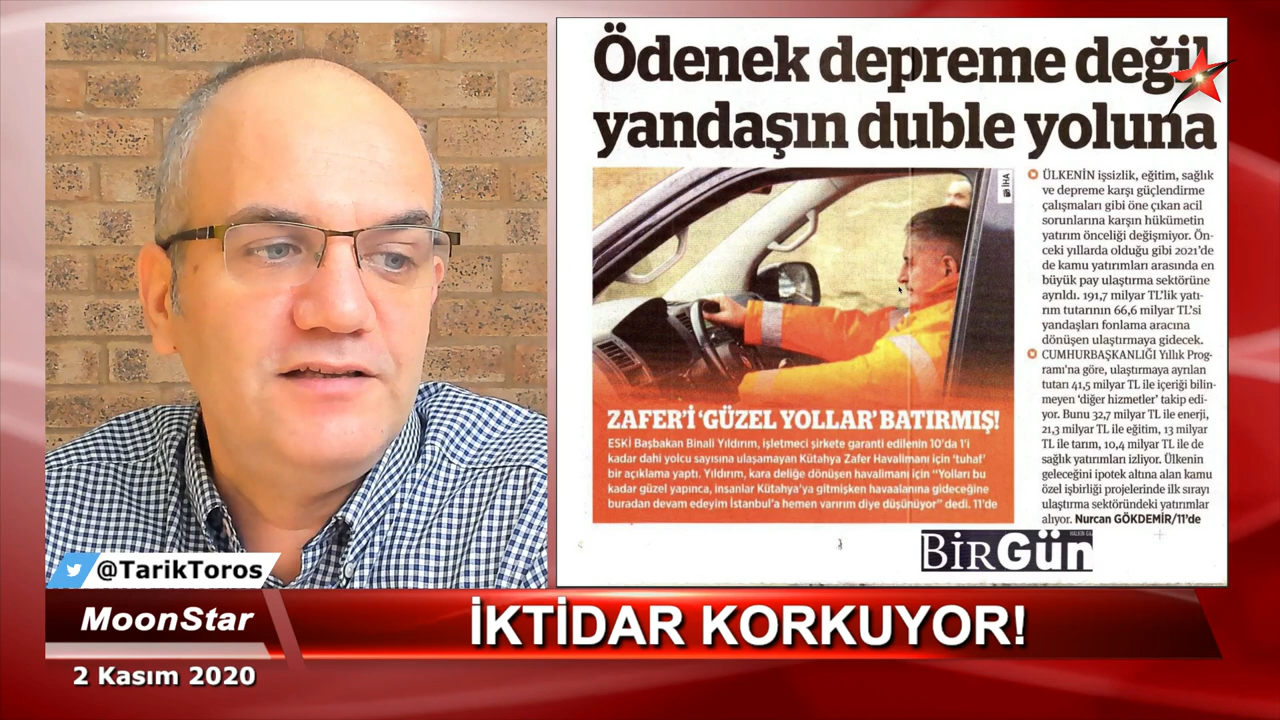 Ödenek depreme değil
yandaşın duble yoluna
İHA
ÜLKENİN işsizlik, eğitim, sağlık
ve depreme karşı güçlendirme
çalışmaları gibi öne çıkan acil
sorunlarına karşın hükümetin
yatırım önceliği değişmiyor. Ön-
ceki yıllarda olduğu gibi 2021'de
de kamu yatırımları arasında en
büyük pay ulaştırma sektörüne
ayrıldı. 191,7 milyar TL'lik yatı-
rım tutarının 66,6 milyar TL'si
yandaşları fonlama aracına
dönüşen ulaştırmaya gidecek.
CUMHURBAŞKANLIĞI Yıllık Prog-
ramı'na göre, ulaştırmaya ayrılan
tutarı 41,5 milyar TL ile içeriği bilin-
meyen 'diğer hizmetler' takip edi-
yor. Bunu 32,7 milyar TL ile enerji,
21,3 milyar TL ile eğitim, 13 milyar
TL ile tarım, 10,4 milyar TL ile de
sağlık yatırımları izliyor. Ülkenin
geleceğini ipotek altına alan kamu
özel işbirliği projelerinde ilk sırayı
ulaştırma sektöründeki yatırımlar
alıyor. Nurcan GÖKDEMİR/11'de
ZAFER'İ 'GÜZEL YOLLAR' BATIRMIŞ!
ESKİ Başbakan Binali Yıldırım, işletmeci şirkete garanti edilenin 10'da 1'i
kadar dahi yolcu sayısına ulaşamayan Kütahya Zafer Havalimanı için 'tuhaf'
bir açıklama yaptı. Yıldırım, kara deliğe dönüşen havalimanı için "Yolları bu
kadar güzel yapınca, insanlar Kütahya'ya gitmişken havaalanına gideceğine
buradan devam edeyim İstanbul'a hemen varırım diye düşünüyor" dedi. 11'de
BirGün
@TarikToros
MoonStar
İKTİDAR KORKUYOR!
2 Kasım 2020